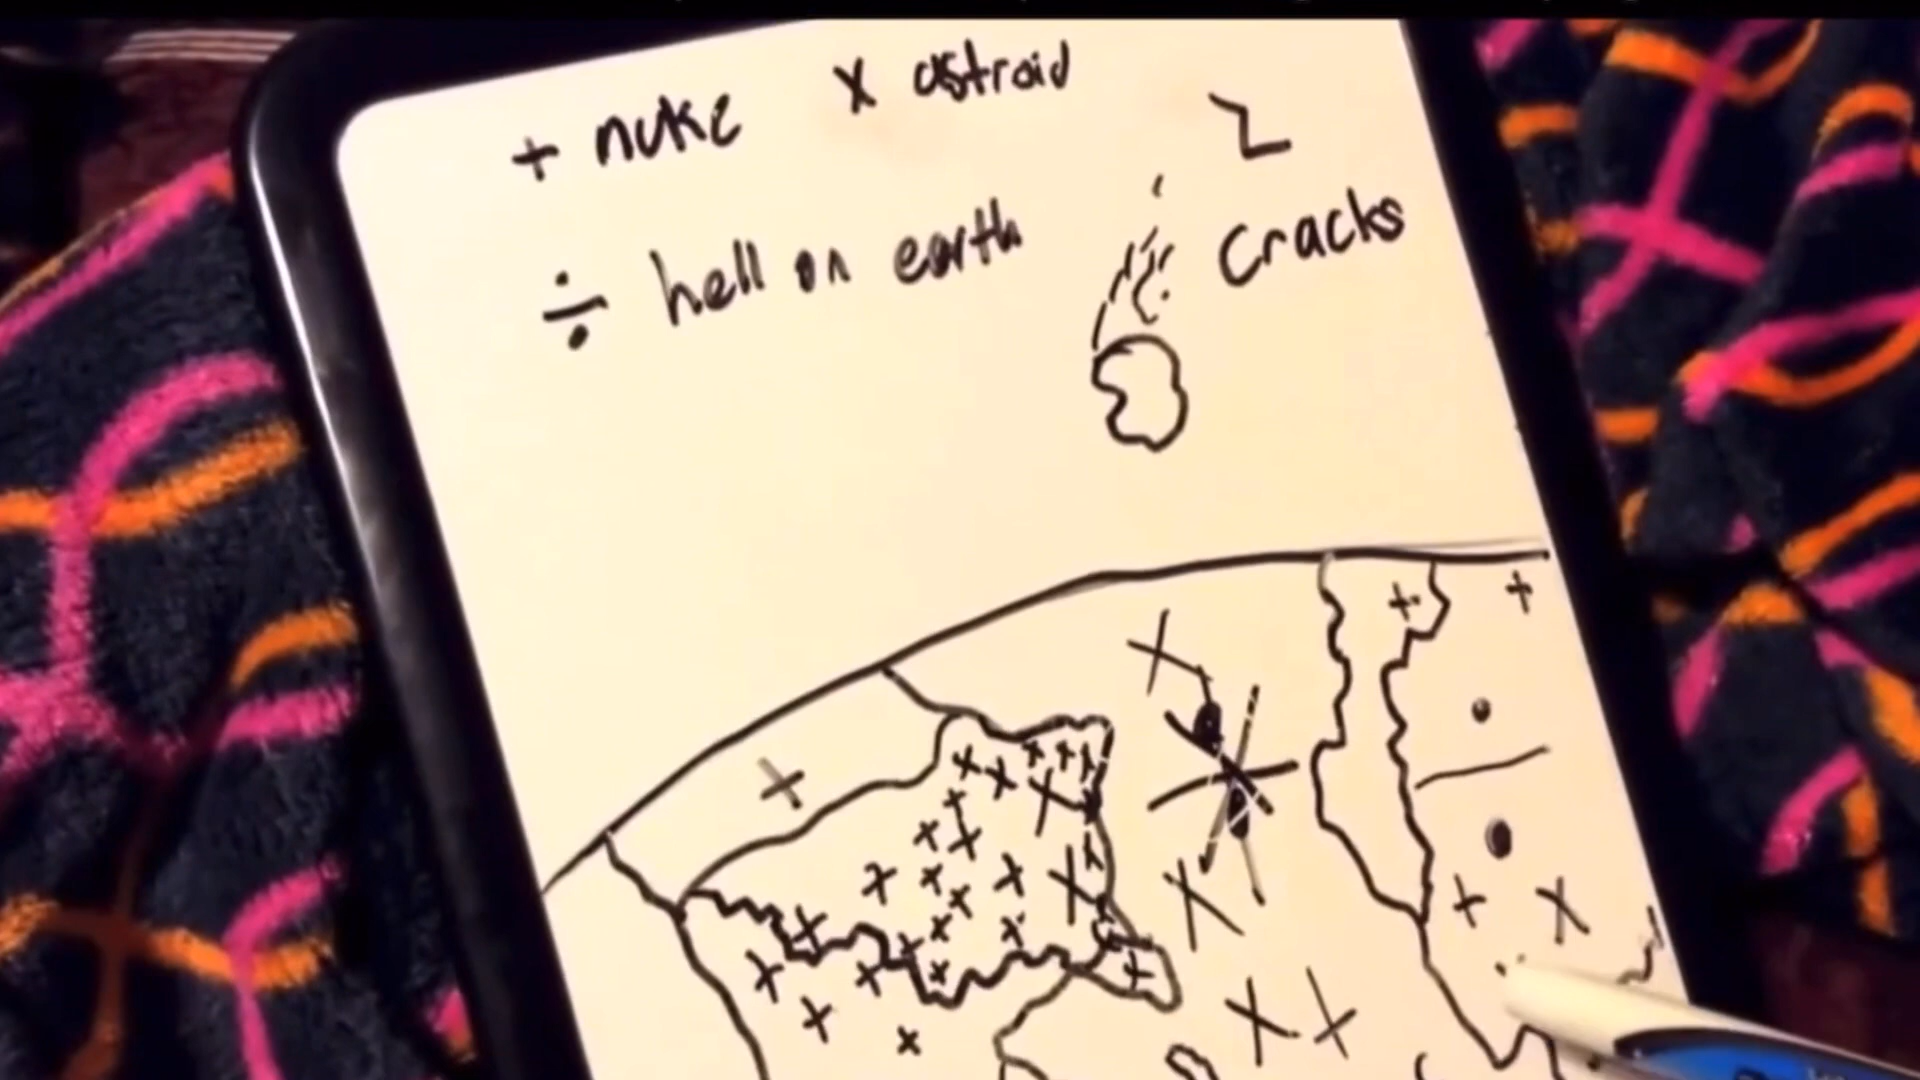 + nuke x astroid
÷ hell on earth
cracks